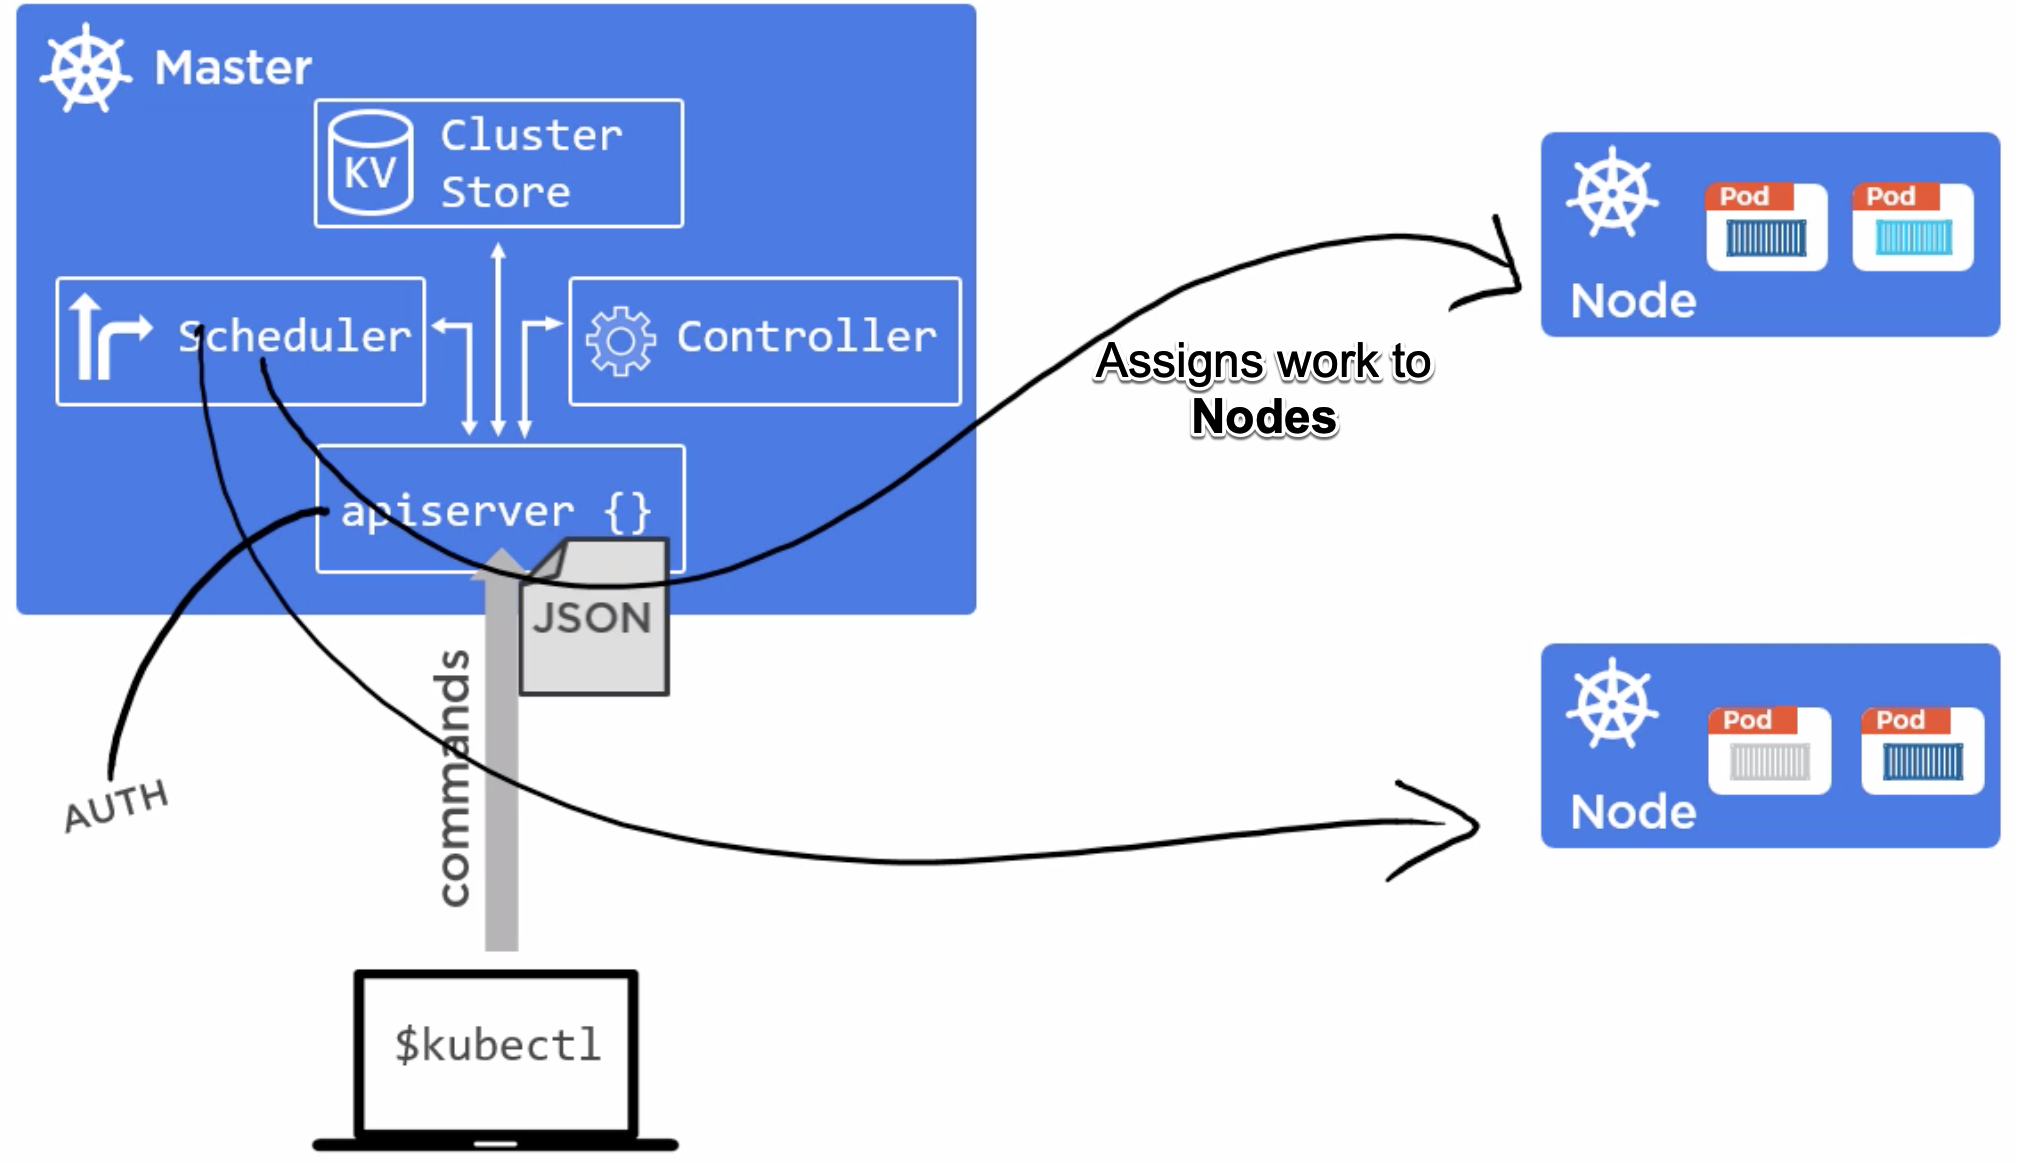 Master
KV
Cluster
Store
Scheduler
Controller
apiserver {}
JSON
commands
AUTH
$kubectl
Assigns work to
Nodes
Pod
Pod
Node
Pod
Pod
Node